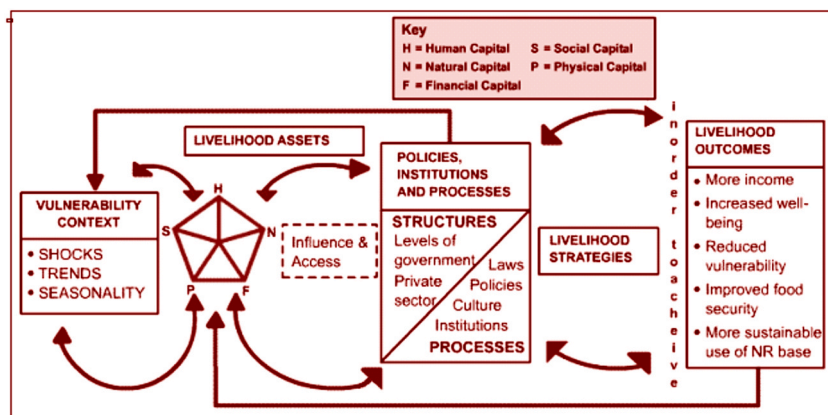 Key
H = Human Capital S = Social Capital
N = Natural Capital P = Physical Capital
F = Financial Capital
LIVELIHOOD ASSETS
VULNERABILITY
CONTEXT
• SHOCKS
• TRENDS
• SEASONALITY
H
S
N
P
F
Influence &
Access
POLICIES,
INSTITUTIONS
AND PROCESSES
STRUCTURES
Levels of
government
Private
sector
Laws
Policies
Culture
Institutions
PROCESSES
LIVELIHOOD
STRATEGIES
inorder toacheive
LIVELIHOOD
OUTCOMES
• More income
• Increased well-
being
• Reduced
vulnerability
• Improved food
security
• More sustainable
use of NR base